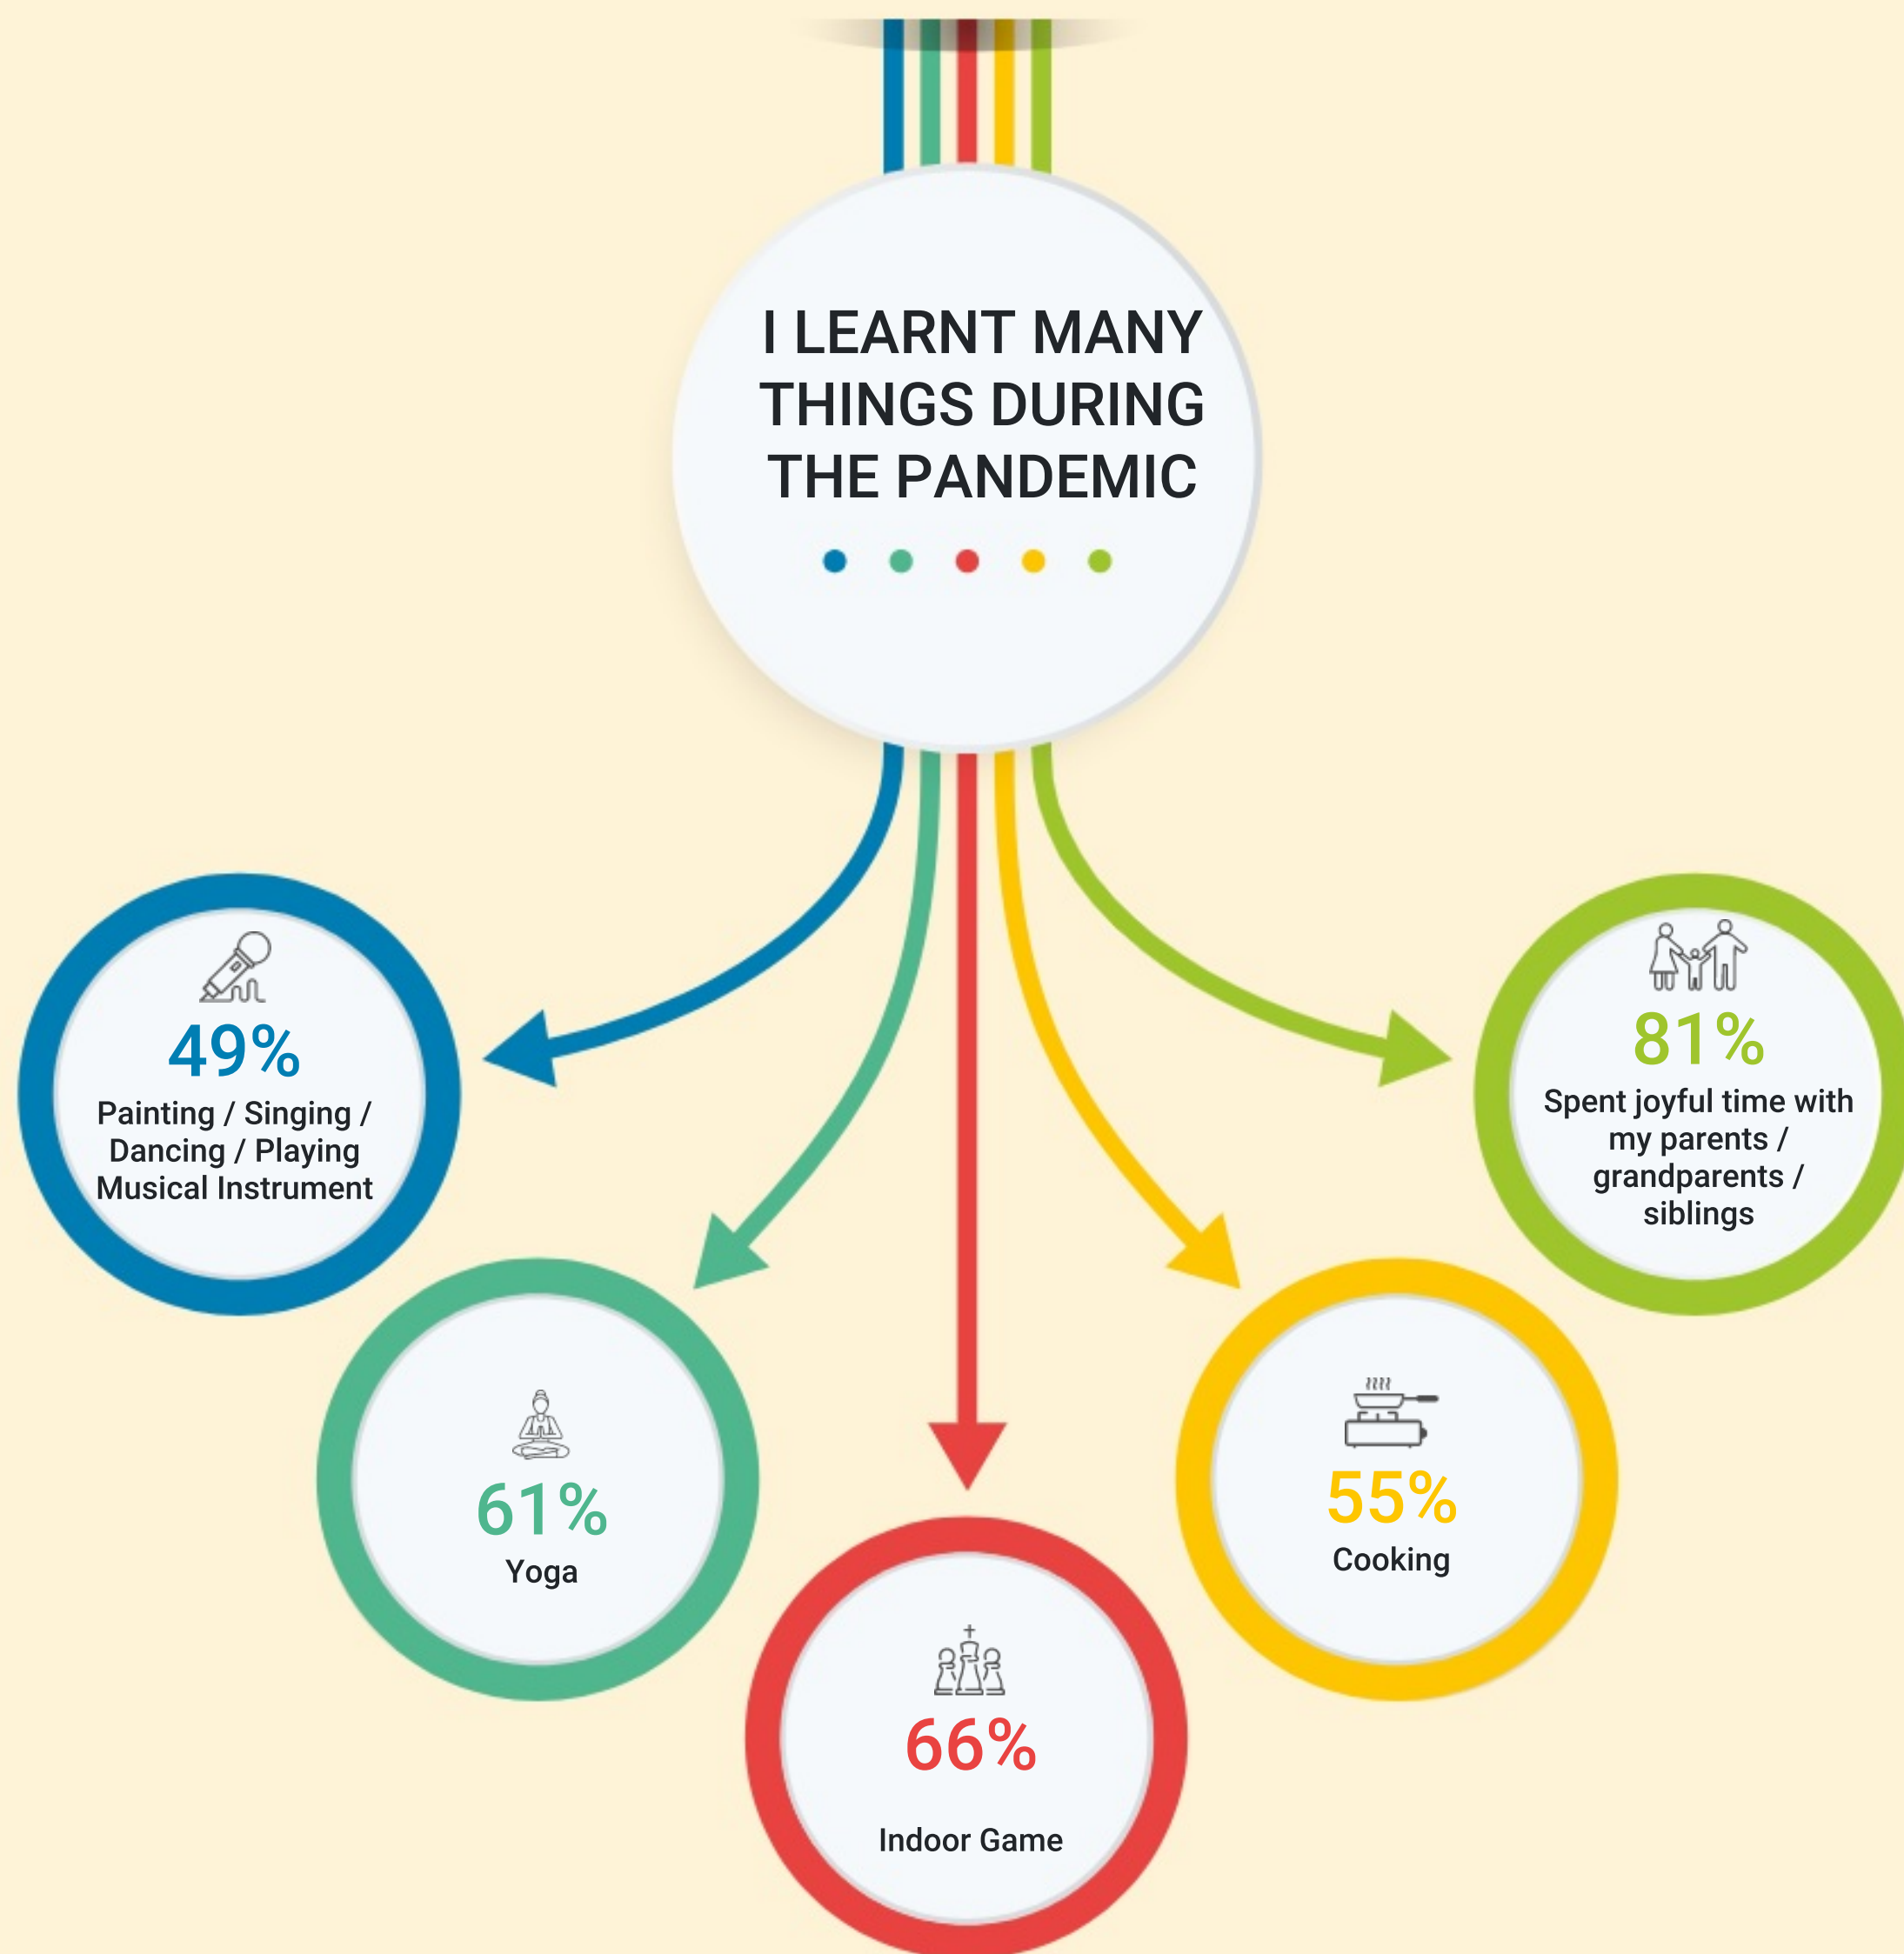 I LEARNT MANY
THINGS DURING
THE PANDEMIC
49%
Painting / Singing /
Dancing / Playing
Musical Instrument
61%
Yoga
66%
Indoor Game
55%
Cooking
81%
Spent joyful time with
my parents /
grandparents /
siblings